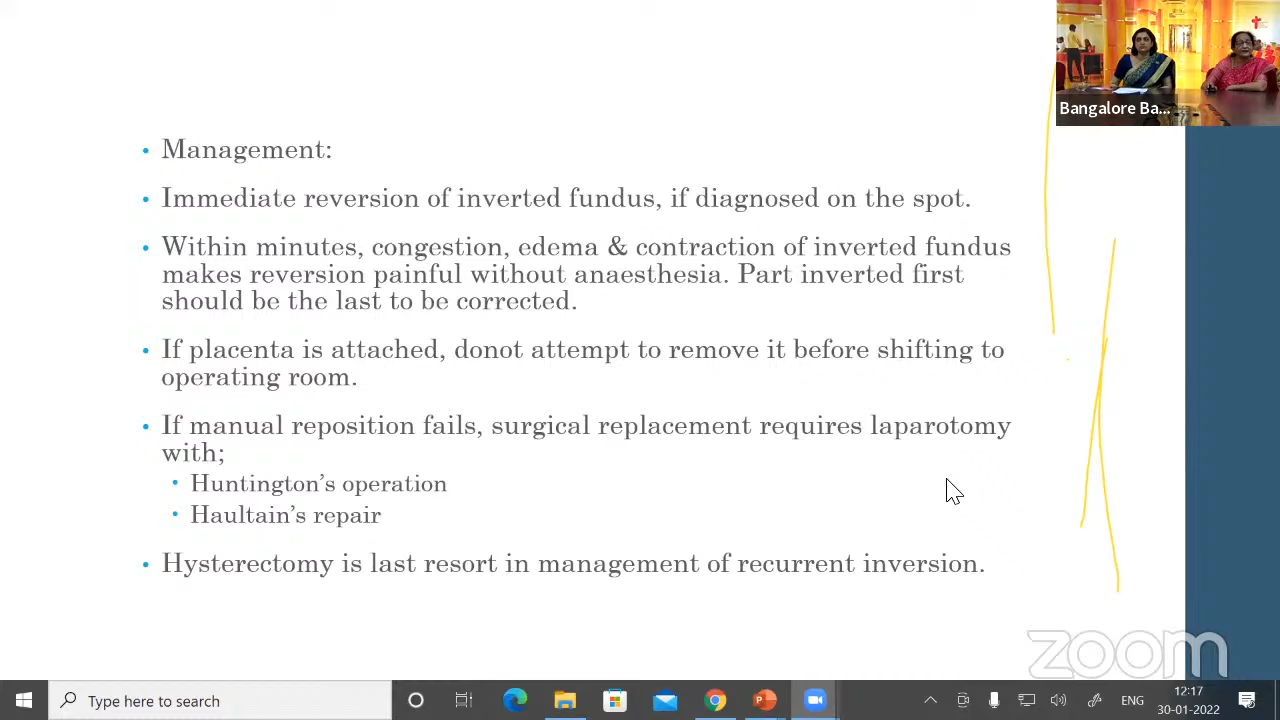 Bangalore Ba...
Management:
Immediate reversion of inverted fundus, if diagnosed on the spot.
Within minutes, congestion, edema & contraction of inverted fundus
makes reversion painful without anaesthesia. Part inverted first
should be the last to be corrected.
If placenta is attached, donot attempt to remove it before shifting to
operating room.
If manual reposition fails, surgical replacement requires laparotomy
with;
Huntington's operation
Haultain's repair
Hysterectomy is last resort in management of recurrent inversion.
zoom
Type here to search
ENG
12:17
30-01-2022